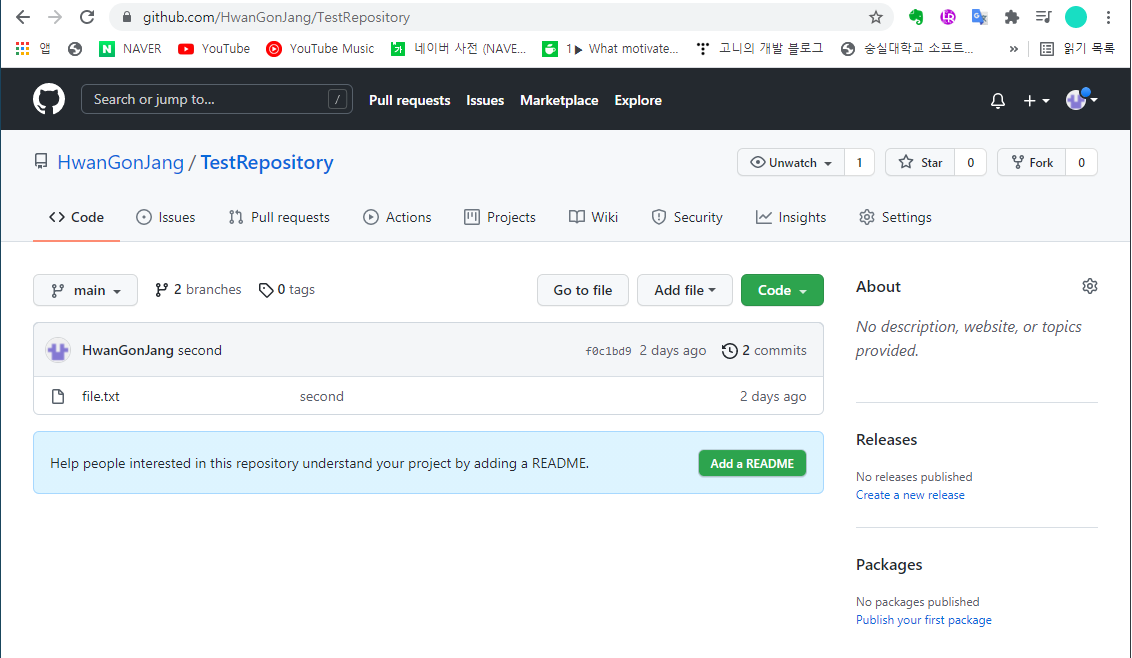 github.com/HwanGonJang/TestRepository
앱 NAVER YouTube YouTube Music 네이버 사전 (NAVE... 1▶ What motivate... 고니의 개발 블로그 숭실대학교 소프트... » 읽기 목록
Search or jump to... / Pull requests Issues Marketplace Explore
HwanGonJang / TestRepository Unwatch 1 Star 0 Fork 0
Code Issues Pull requests Actions Projects Wiki Security Insights Settings
main 2 branches 0 tags Go to file Add file Code
HwanGonJang second f0c1bd9 2 days ago 2 commits
file.txt second 2 days ago
Help people interested in this repository understand your project by adding a README. Add a README
About
No description, website, or topics
provided.
Releases
No releases published
Create a new release
Packages
No packages published
Publish your first package